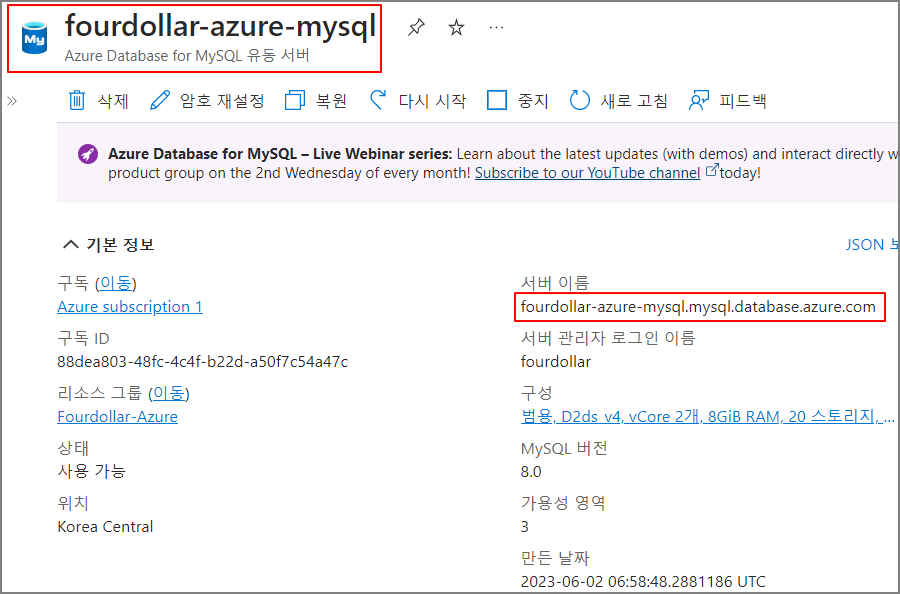 fourdollar-azure-mysql
Azure Database for MySQL 유동 서버
삭제 암호 재설정 복원 다시 시작 중지 새로 고침 피드백
Azure Database for MySQL – Live Webinar series: Learn about the latest updates (with demos) and interact directly w
product group on the 2nd Wednesday of every month! Subscribe to our YouTube channel today!
기본 정보
JSON 보
구독 (이동)
Azure subscription 1
구독 ID
88dea803-48fc-4c4f-b22d-a50f7c54a47c
리소스 그룹 (이동)
Fourdollar-Azure
상태
사용 가능
위치
Korea Central
서버 이름
fourdollar-azure-mysql.mysql.database.azure.com
서버 관리자 로그인 이름
fourdollar
구성
범용, D2ds_v4, vCore 2개, 8GiB RAM, 20 스토리지, ...
MySQL 버전
8.0
가용성 영역
3
만든 날짜
2023-06-02 06:58:48.2881186 UTC